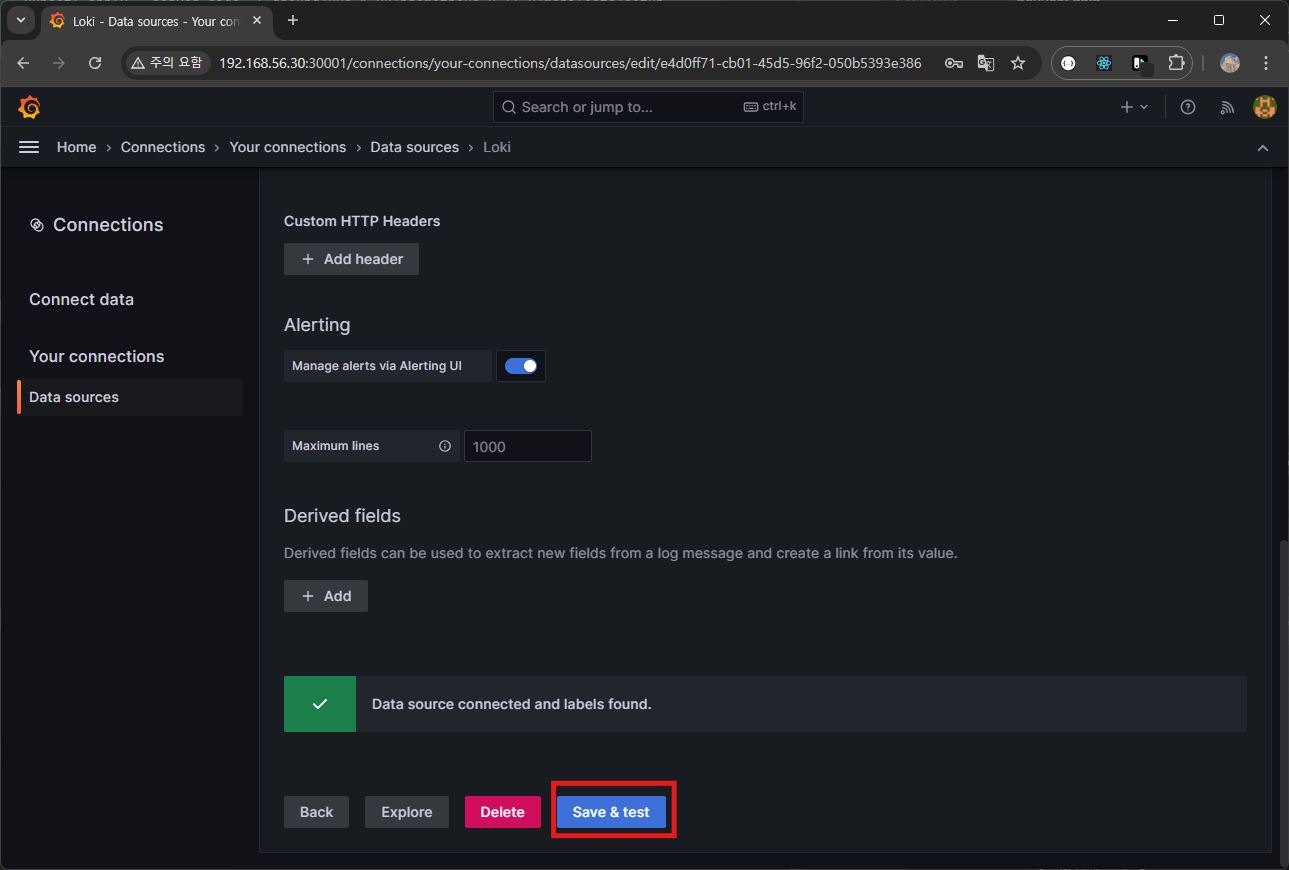 Loki - Data sources - Your con
주의 요함
192.168.56.30:30001/connections/your-connections/datasources/edit/e4d0ff71-cb01-45d5-96f2-050b5393e386
Search or jump to...
ctrl+k
Home › Connections › Your connections › Data sources › Loki
Connections
Connect data
Your connections
Data sources
Custom HTTP Headers
+ Add header
Alerting
Manage alerts via Alerting UI
Maximum lines
1000
Derived fields
Derived fields can be used to extract new fields from a log message and create a link from its value.
+ Add
Data source connected and labels found.
Back
Explore
Delete
Save & test